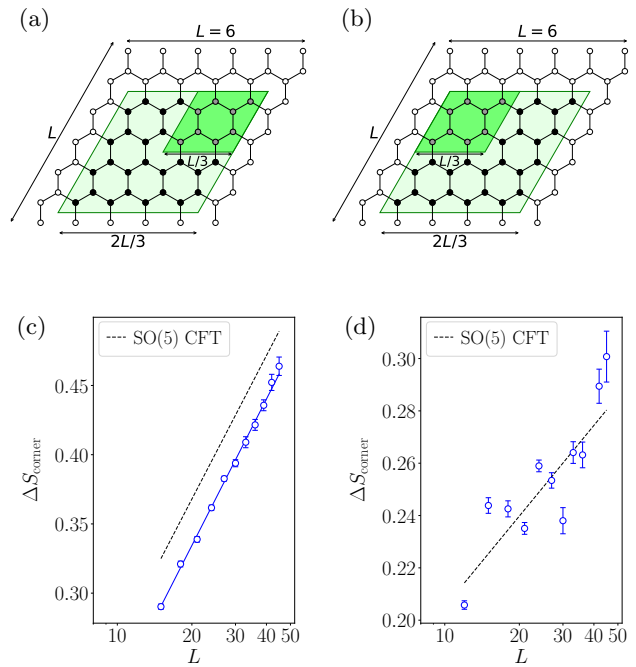 (a)
L = 6
L
L/3
2L/3
(b)
L = 6
L
L/3
2L/3
(c)
SO(5) CFT
0.45
0.40
0.35
0.30
ΔS_corner
10
20
30
40
50
L
(d)
SO(5) CFT
0.30
0.28
0.26
0.24
0.22
0.20
ΔS_corner
10
20
30
40
50
L